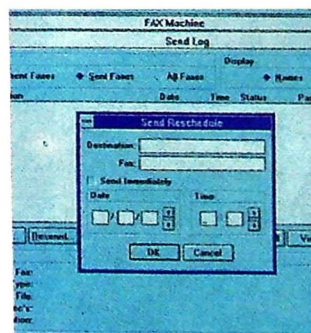 FAX Machine
Send Log
Display
Sent Faxes All Faxes Names
Date Time Status
Send Reschedule
Destination:
Fax:
Send Immediately
Date Time
/ /
OK Cancel
Fax:
File: